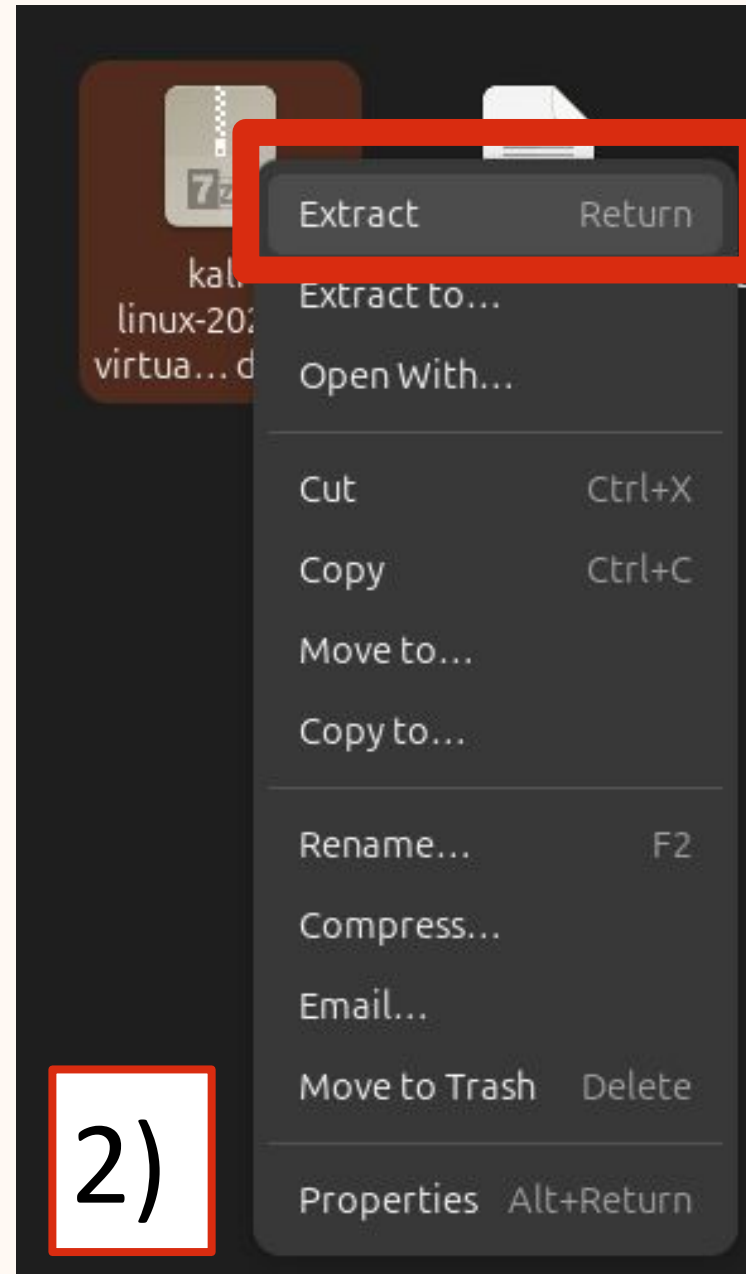 7z
kali
linux-202
virtua… d
Extract Return
Extract to…
Open With…
Cut Ctrl+X
Copy Ctrl+C
Move to…
Copy to…
Rename… F2
Compress…
Email…
Move to Trash Delete
Properties Alt+Return
2)